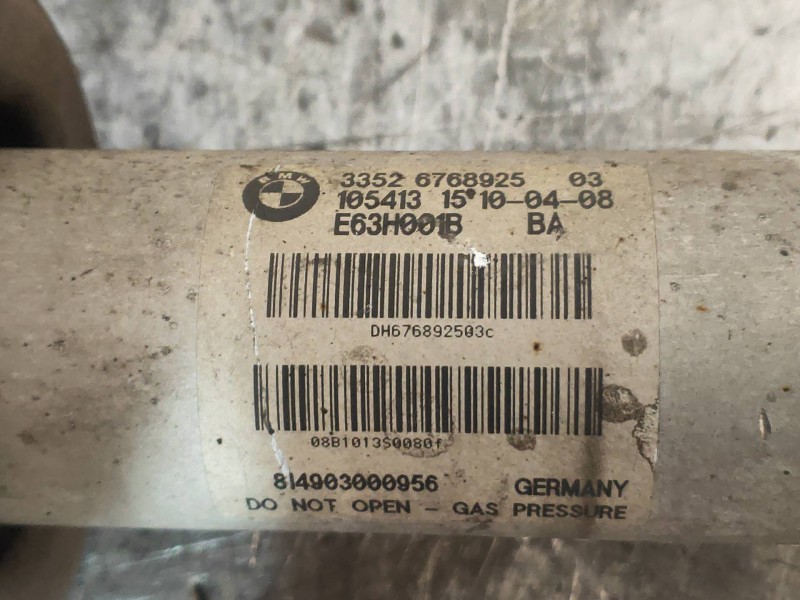 BMW
3352 6768925 03
105413 15*10-04-08
E63H001B BA
DH676892503c
08B1013S0080f
814903000956 GERMANY
DO NOT OPEN - GAS PRESSURE